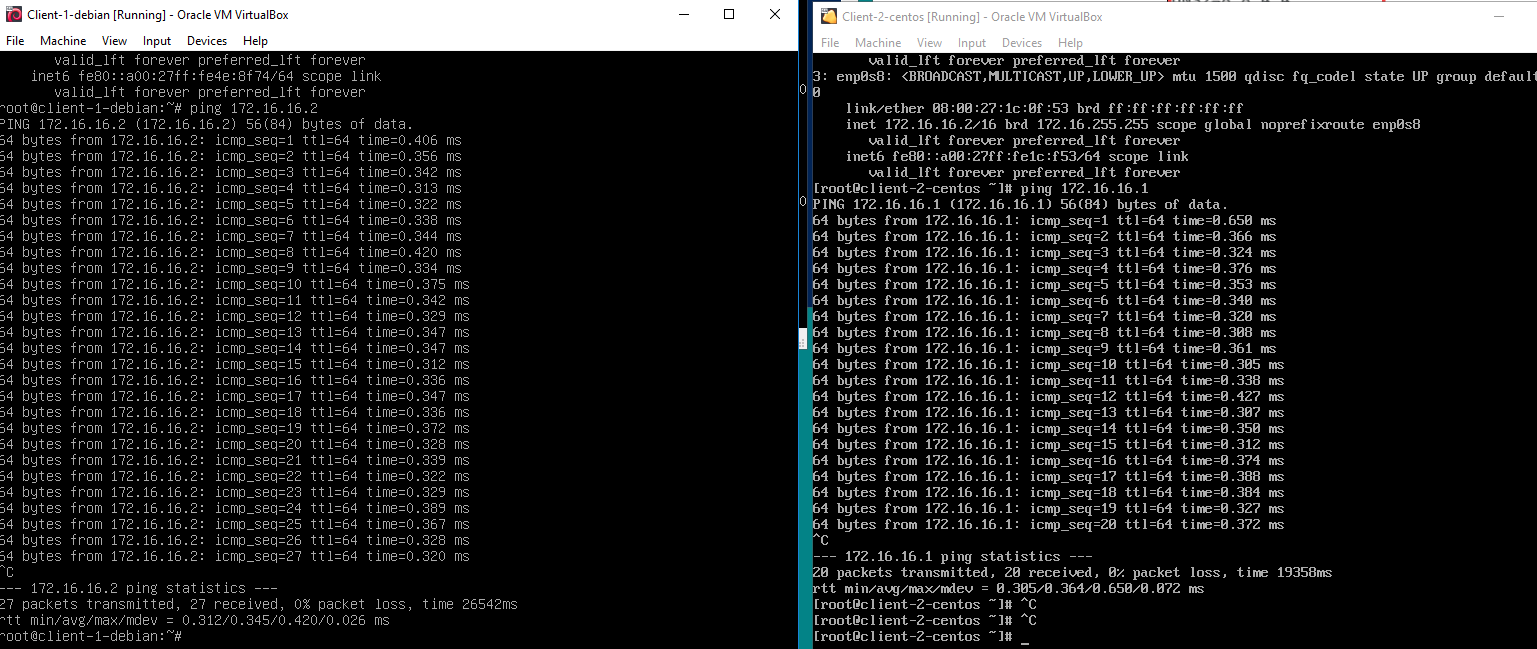 Client-1-debian [Running] - Oracle VM VirtualBox
File Machine View Input Devices Help
valid_lft forever preferred_lft forever
inet6 fe80::a00:27ff:fe4e:8f74/64 scope link
valid_lft forever preferred_lft forever
root@client-1-debian:~# ping 172.16.16.2
PING 172.16.16.2 (172.16.16.2) 56(84) bytes of data.
64 bytes from 172.16.16.2: icmp_seq=1 ttl=64 time=0.406 ms
64 bytes from 172.16.16.2: icmp_seq=2 ttl=64 time=0.356 ms
64 bytes from 172.16.16.2: icmp_seq=3 ttl=64 time=0.342 ms
64 bytes from 172.16.16.2: icmp_seq=4 ttl=64 time=0.313 ms
64 bytes from 172.16.16.2: icmp_seq=5 ttl=64 time=0.322 ms
64 bytes from 172.16.16.2: icmp_seq=6 ttl=64 time=0.338 ms
64 bytes from 172.16.16.2: icmp_seq=7 ttl=64 time=0.344 ms
64 bytes from 172.16.16.2: icmp_seq=8 ttl=64 time=0.420 ms
64 bytes from 172.16.16.2: icmp_seq=9 ttl=64 time=0.334 ms
64 bytes from 172.16.16.2: icmp_seq=10 ttl=64 time=0.375 ms
64 bytes from 172.16.16.2: icmp_seq=11 ttl=64 time=0.342 ms
64 bytes from 172.16.16.2: icmp_seq=12 ttl=64 time=0.329 ms
64 bytes from 172.16.16.2: icmp_seq=13 ttl=64 time=0.347 ms
64 bytes from 172.16.16.2: icmp_seq=14 ttl=64 time=0.347 ms
64 bytes from 172.16.16.2: icmp_seq=15 ttl=64 time=0.312 ms
64 bytes from 172.16.16.2: icmp_seq=16 ttl=64 time=0.336 ms
64 bytes from 172.16.16.2: icmp_seq=17 ttl=64 time=0.347 ms
64 bytes from 172.16.16.2: icmp_seq=18 ttl=64 time=0.336 ms
64 bytes from 172.16.16.2: icmp_seq=19 ttl=64 time=0.372 ms
64 bytes from 172.16.16.2: icmp_seq=20 ttl=64 time=0.328 ms
64 bytes from 172.16.16.2: icmp_seq=21 ttl=64 time=0.339 ms
64 bytes from 172.16.16.2: icmp_seq=22 ttl=64 time=0.322 ms
64 bytes from 172.16.16.2: icmp_seq=23 ttl=64 time=0.329 ms
64 bytes from 172.16.16.2: icmp_seq=24 ttl=64 time=0.389 ms
64 bytes from 172.16.16.2: icmp_seq=25 ttl=64 time=0.367 ms
64 bytes from 172.16.16.2: icmp_seq=26 ttl=64 time=0.328 ms
64 bytes from 172.16.16.2: icmp_seq=27 ttl=64 time=0.320 ms
^C
--- 172.16.16.2 ping statistics ---
27 packets transmitted, 27 received, 0% packet loss, time 26542ms
rtt min/avg/max/mdev = 0.312/0.345/0.420/0.026 ms
root@client-1-debian:~#
Client-2-centos [Running] - Oracle VM VirtualBox
File Machine View Input Devices Help
valid_lft forever preferred_lft forever
3: enp0s8: <BROADCAST,MULTICAST,UP,LOWER_UP> mtu 1500 qdisc fq_codel state UP group default
0
link/ether 08:00:27:1c:0f:53 brd ff:ff:ff:ff:ff:ff
inet 172.16.16.2/16 brd 172.16.255.255 scope global noprefixroute enp0s8
valid_lft forever preferred_lft forever
inet6 fe80::a00:27ff:fe1c:f53/64 scope link
valid_lft forever preferred_lft forever
[root@client-2-centos ~]# ping 172.16.16.1
PING 172.16.16.1 (172.16.16.1) 56(84) bytes of data.
64 bytes from 172.16.16.1: icmp_seq=1 ttl=64 time=0.650 ms
64 bytes from 172.16.16.1: icmp_seq=2 ttl=64 time=0.366 ms
64 bytes from 172.16.16.1: icmp_seq=3 ttl=64 time=0.324 ms
64 bytes from 172.16.16.1: icmp_seq=4 ttl=64 time=0.376 ms
64 bytes from 172.16.16.1: icmp_seq=5 ttl=64 time=0.353 ms
64 bytes from 172.16.16.1: icmp_seq=6 ttl=64 time=0.340 ms
64 bytes from 172.16.16.1: icmp_seq=7 ttl=64 time=0.320 ms
64 bytes from 172.16.16.1: icmp_seq=8 ttl=64 time=0.308 ms
64 bytes from 172.16.16.1: icmp_seq=9 ttl=64 time=0.361 ms
64 bytes from 172.16.16.1: icmp_seq=10 ttl=64 time=0.305 ms
64 bytes from 172.16.16.1: icmp_seq=11 ttl=64 time=0.338 ms
64 bytes from 172.16.16.1: icmp_seq=12 ttl=64 time=0.427 ms
64 bytes from 172.16.16.1: icmp_seq=13 ttl=64 time=0.307 ms
64 bytes from 172.16.16.1: icmp_seq=14 ttl=64 time=0.350 ms
64 bytes from 172.16.16.1: icmp_seq=15 ttl=64 time=0.312 ms
64 bytes from 172.16.16.1: icmp_seq=16 ttl=64 time=0.374 ms
64 bytes from 172.16.16.1: icmp_seq=17 ttl=64 time=0.388 ms
64 bytes from 172.16.16.1: icmp_seq=18 ttl=64 time=0.384 ms
64 bytes from 172.16.16.1: icmp_seq=19 ttl=64 time=0.327 ms
64 bytes from 172.16.16.1: icmp_seq=20 ttl=64 time=0.372 ms
^C
--- 172.16.16.1 ping statistics ---
20 packets transmitted, 20 received, 0% packet loss, time 19358ms
rtt min/avg/max/mdev = 0.305/0.364/0.650/0.072 ms
[root@client-2-centos ~]# ^C
[root@client-2-centos ~]# ^C
[root@client-2-centos ~]# _